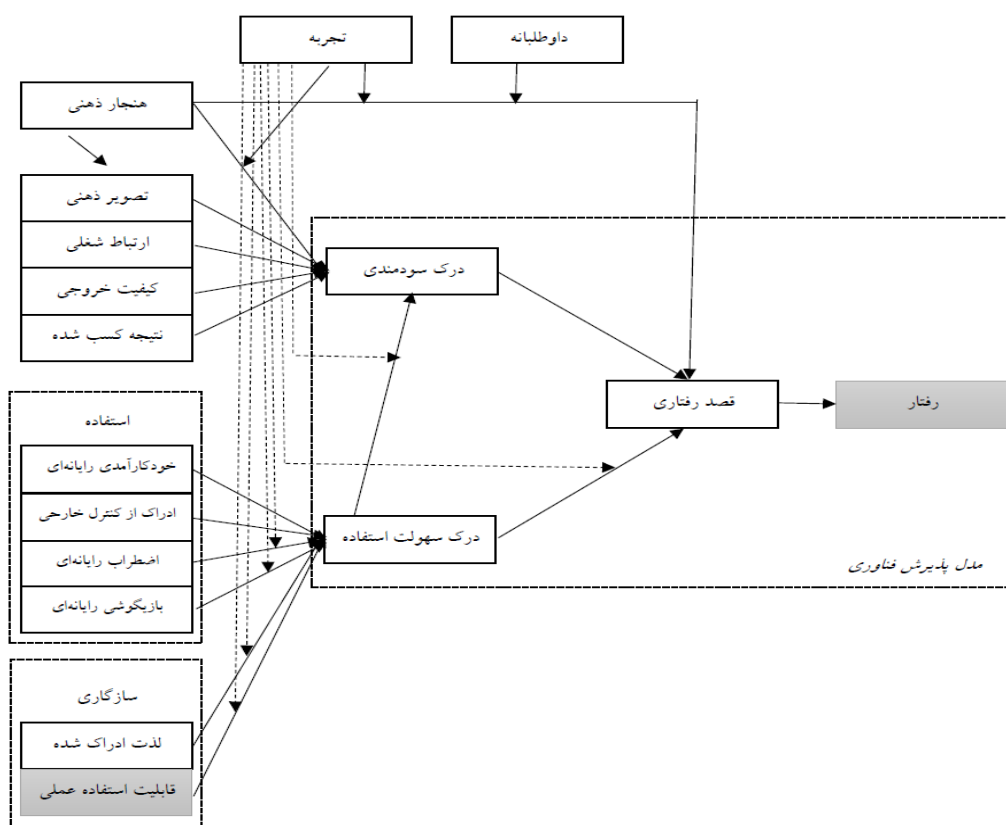 تجربه
داوطلبانه
هنجار ذهنی
تصویر ذهنی
ارتباط شغلی
کیفیت خروجی
نتیجه کسب شده
درک سودمندی
قصد رفتاری
رفتار
استفاده
خودکارآمدی رایانه‌ای
ادراک از کنترل خارحی
اضطراب رایانه‌ای
بازیگوشی رایانه‌ای
درک سهولت استفاده
مدل پذیرش فناوری
سازگاری
لذت ادراک شده
قابلیت استفاده عملی